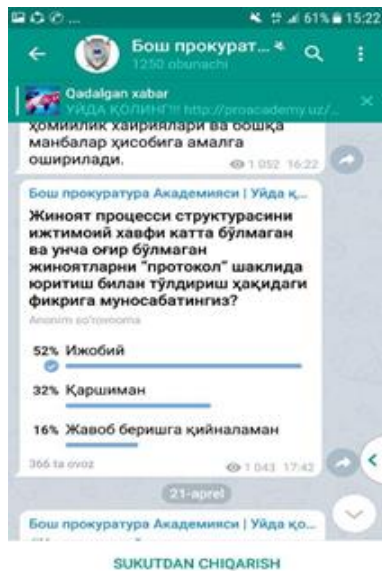 61% 15:22
Бош прокурат...
1250 obunachi
Qadalgan xabar
УЙДА ҚОЛИНГ!!! http://proacademy.uz/...
ҳомийлик хайриялари ва бошқа
манбалар ҳисобига амалга
оширилади.
1 052 16:22
Бош прокуратура Академияси | Уйда қ...
Жиноят процесси структурасини
ижтимоий хавфи катта бўлмаган
ва унча оғир бўлмаган
жиноятларни “протокол” шаклида
юритиш билан тўлдириш ҳақидаги
фикрига муносабатингиз?
Anonim so'rovnoma
52% Ижобий
32% Қаршиман
16% Жавоб беришга қийналаман
366 ta ovoz
1 043 17:42
21-aprel
Бош прокуратура Академияси | Уйда қо...
SUKUTDAN CHIQARISH